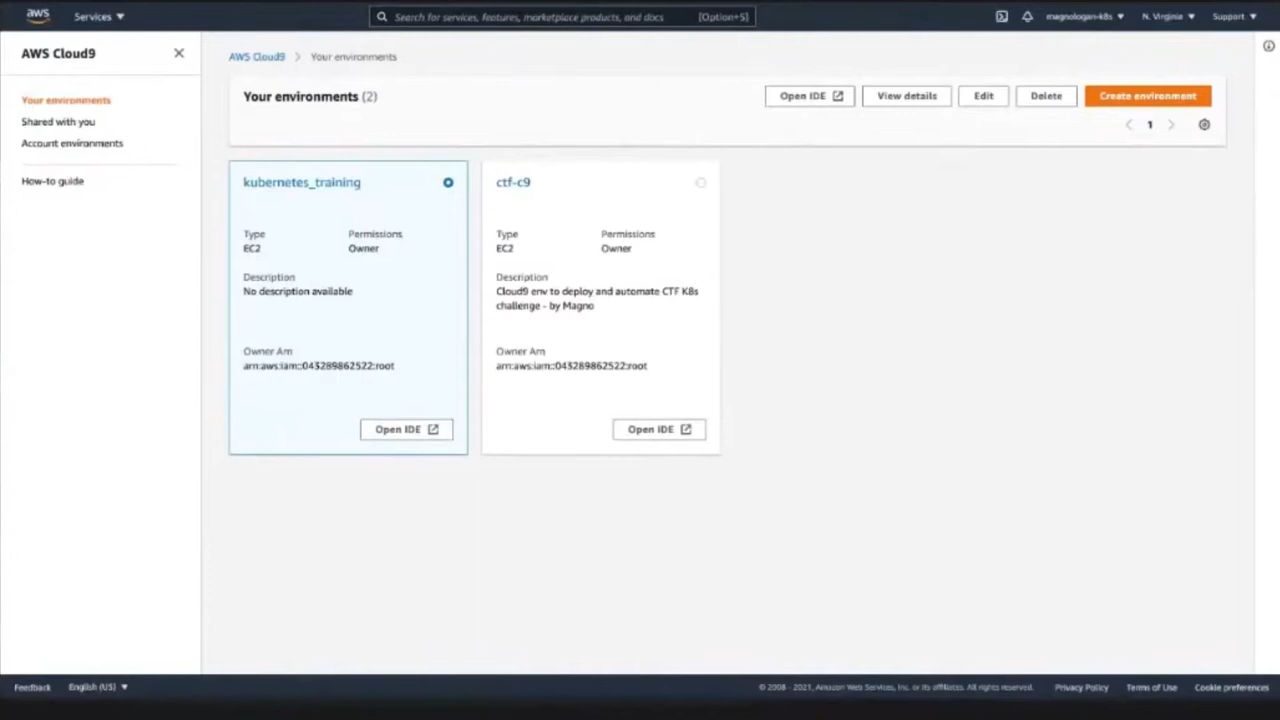 aws
Services
Search for services, features, marketplace products, and docs [Option+S]
magnologan-k8s
N. Virginia
Support
AWS Cloud9
Your environments
Shared with you
Account environments
How-to guide
AWS Cloud9 > Your environments
Your environments (2)
Open IDE
View details
Edit
Delete
Create environment
1
kubernetes_training
Type
EC2
Permissions
Owner
Description
No description available
Owner Arn
arn:aws:iam::043289862522:root
Open IDE
ctf-c9
Type
EC2
Permissions
Owner
Description
Cloud9 env to deploy and automate CTF K8s
challenge - by Magno
Owner Arn
arn:aws:iam::043289862522:root
Open IDE
Feedback
English (US)
© 2008 - 2021, Amazon Web Services, Inc. or its affiliates. All rights reserved.
Privacy Policy
Terms of Use
Cookie preferences